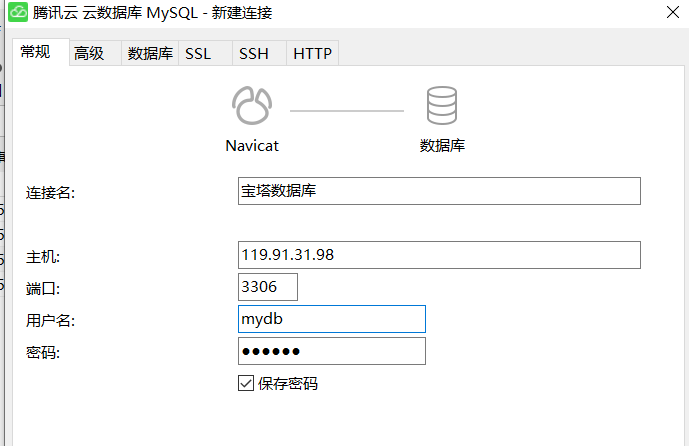 腾讯云 云数据库 MySQL - 新建连接
常规 高级 数据库 SSL SSH HTTP
Navicat 数据库
连接名: 宝塔数据库
主机: 119.91.31.98
端口: 3306
用户名: mydb
密码: ●●●●●●
保存密码